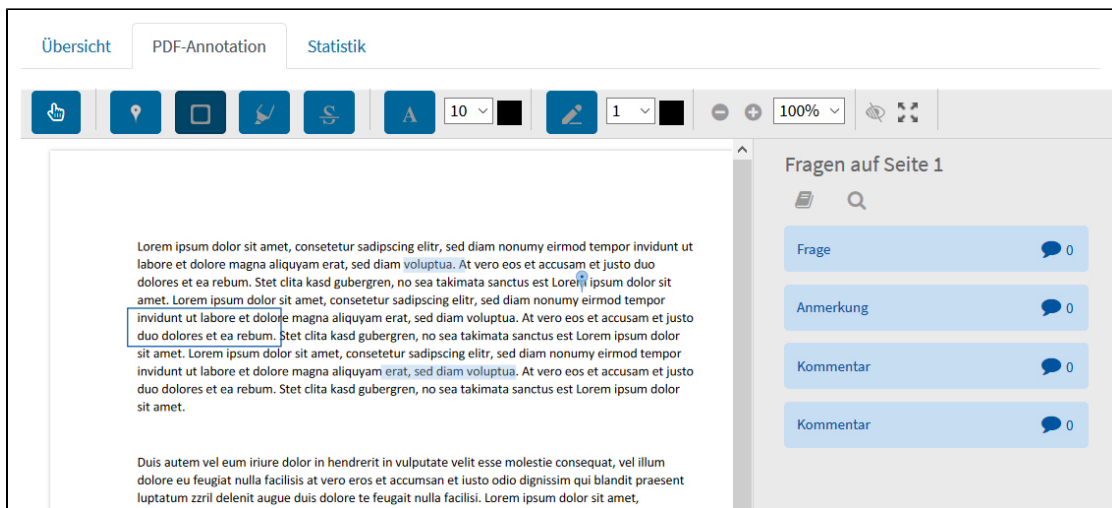 Übersicht PDF-Annotation Statistik
A 10 1 100%
Fragen auf Seite 1
Frage 0
Anmerkung 0
Kommentar 0
Kommentar 0
Lorem ipsum dolor sit amet, consetetur sadipscing elitr, sed diam nonumy eirmod tempor invidunt ut
labore et dolore magna aliquyam erat, sed diam voluptua. At vero eos et accusam et justo duo
dolores et ea rebum. Stet clita kasd gubergren, no sea takimata sanctus est Lorem ipsum dolor sit
amet. Lorem ipsum dolor sit amet, consetetur sadipscing elitr, sed diam nonumy eirmod tempor
invidunt ut labore et dolore magna aliquyam erat, sed diam voluptua. At vero eos et accusam et justo
duo dolores et ea rebum. Stet clita kasd gubergren, no sea takimata sanctus est Lorem ipsum dolor
sit amet. Lorem ipsum dolor sit amet, consetetur sadipscing elitr, sed diam nonumy eirmod tempor
invidunt ut labore et dolore magna aliquyam erat, sed diam voluptua. At vero eos et accusam et justo
duo dolores et ea rebum. Stet clita kasd gubergren, no sea takimata sanctus est Lorem ipsum dolor
sit amet.
Duis autem vel eum iriure dolor in hendrerit in vulputate velit esse molestie consequat, vel illum
dolore eu feugiat nulla facilisis at vero eros et accumsan et iusto odio dignissim qui blandit praesent
luptatum zzril delenit augue duis dolore te feugait nulla facilisi. Lorem ipsum dolor sit amet,